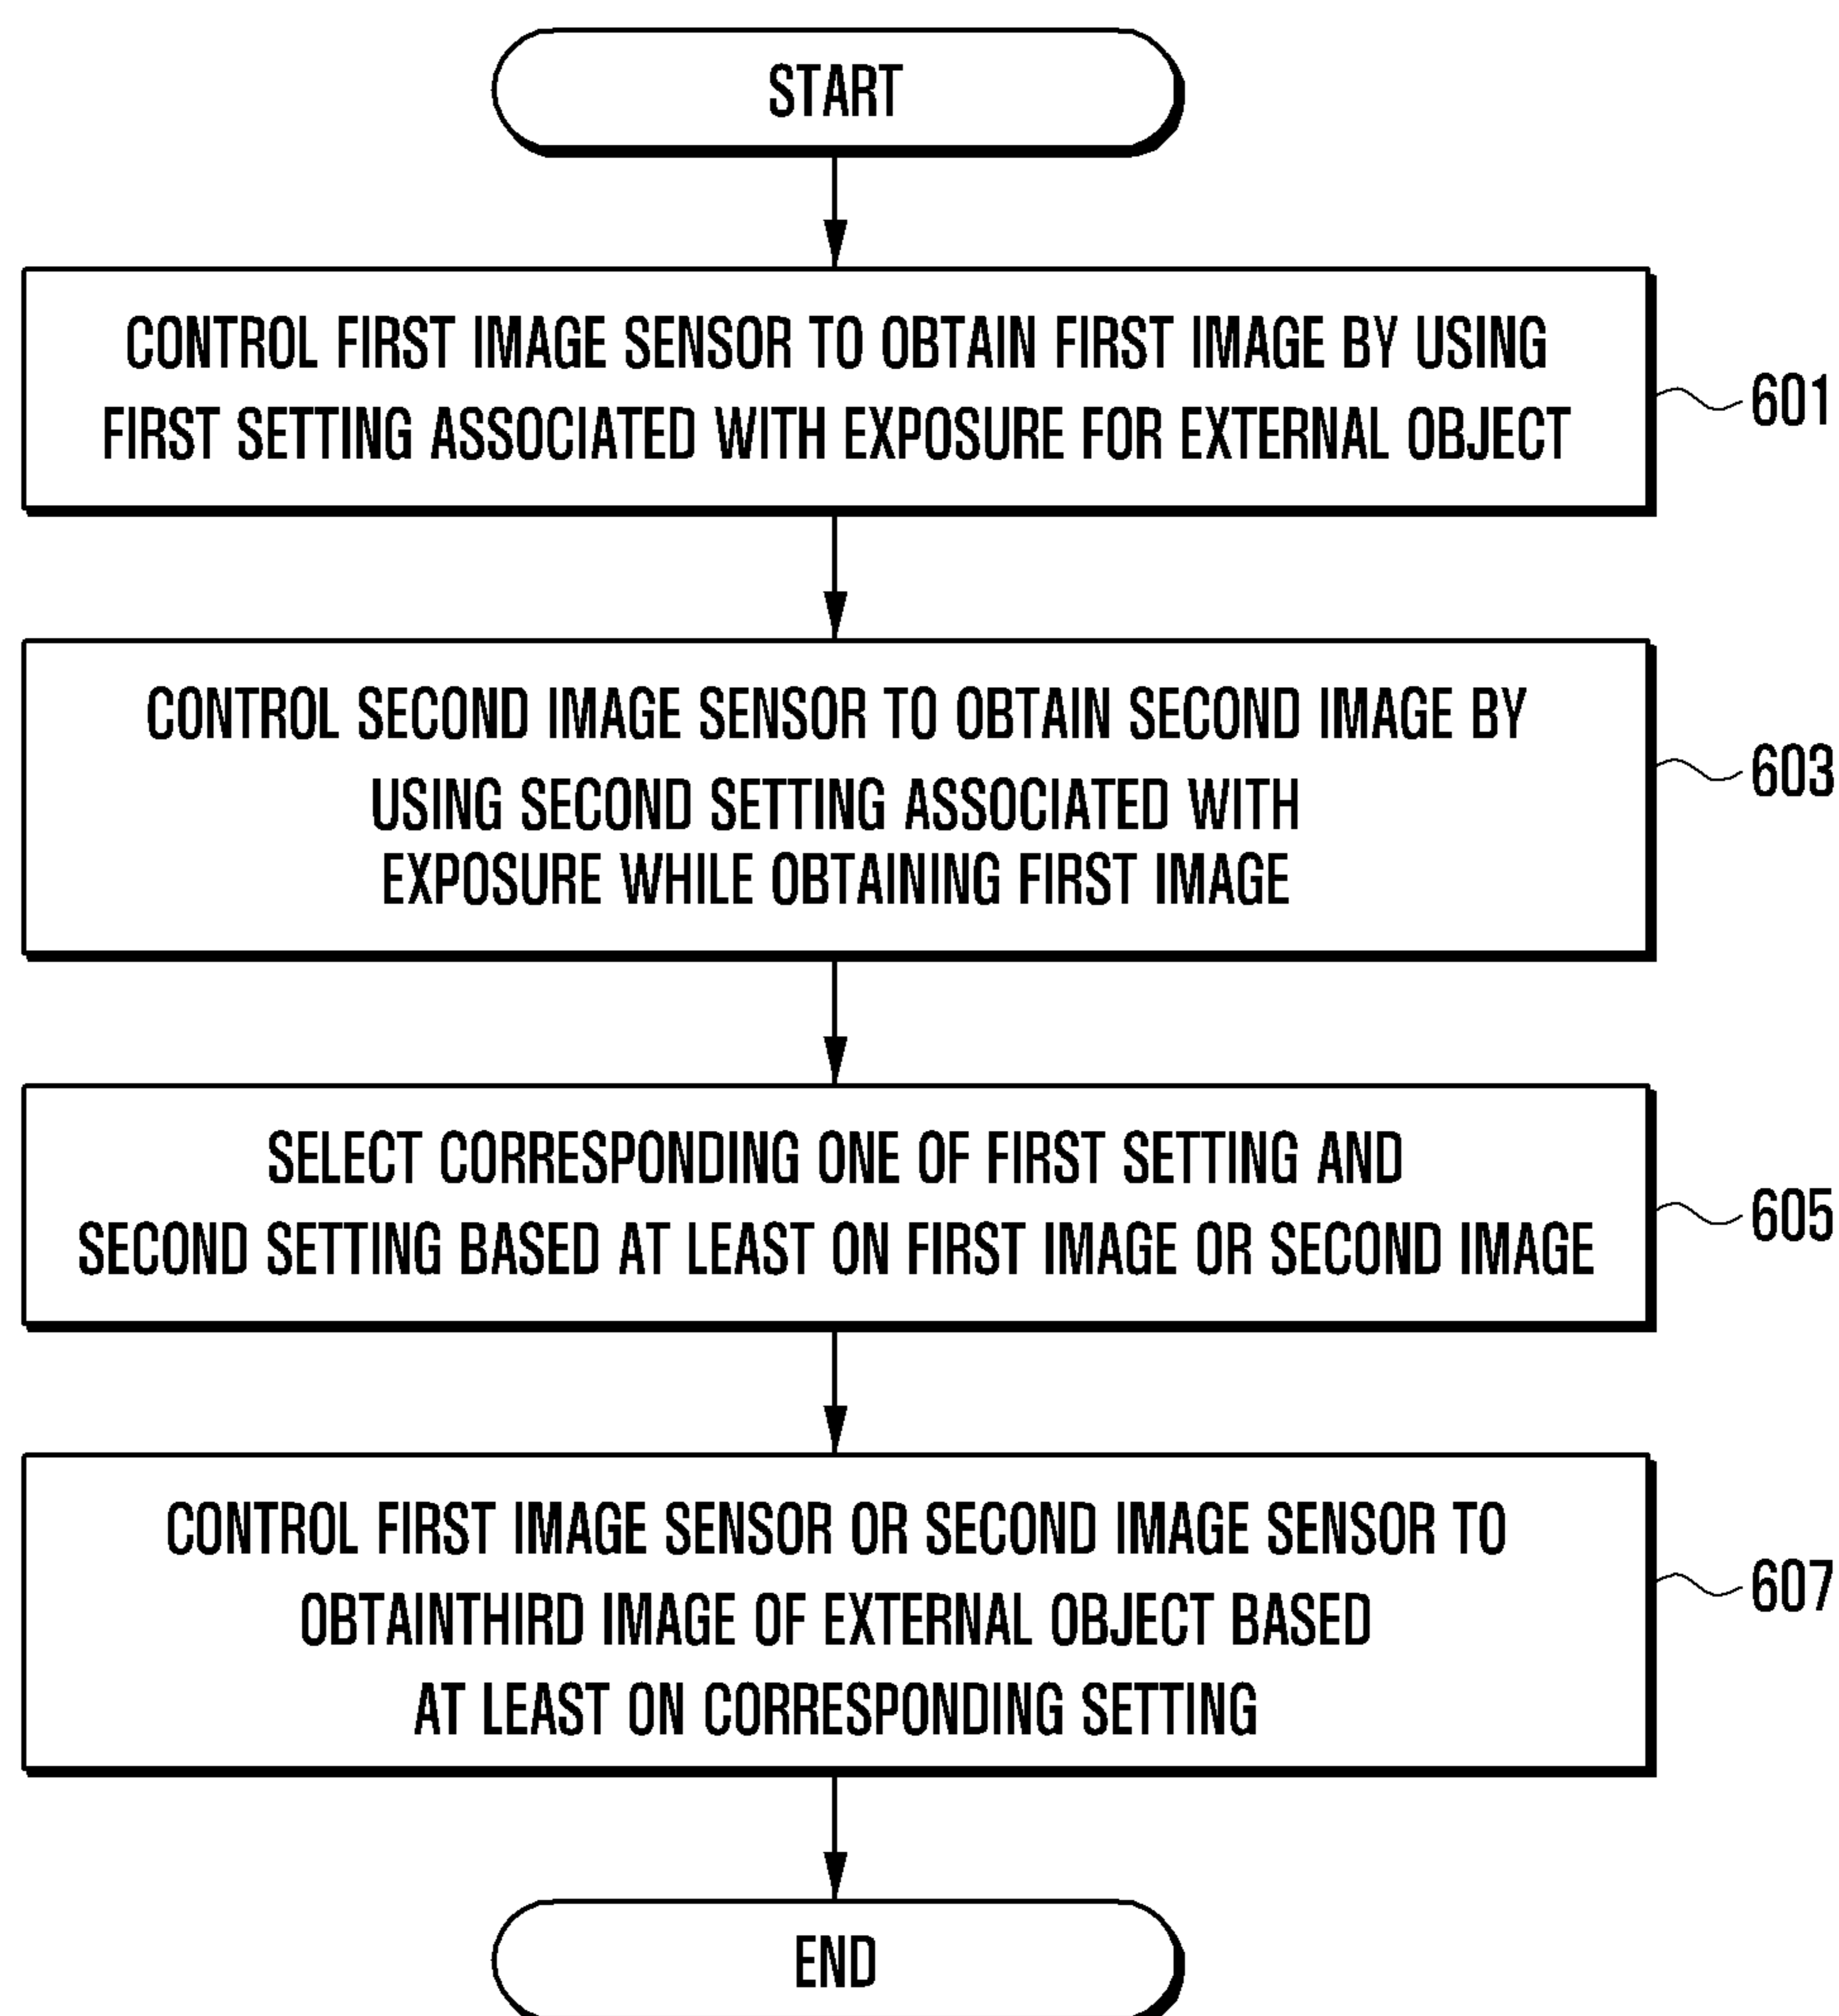 START
CONTROL FIRST IMAGE SENSOR TO OBTAIN FIRST IMAGE BY USING
FIRST SETTING ASSOCIATED WITH EXPOSURE FOR EXTERNAL OBJECT
601
CONTROL SECOND IMAGE SENSOR TO OBTAIN SECOND IMAGE BY
USING SECOND SETTING ASSOCIATED WITH
EXPOSURE WHILE OBTAINING FIRST IMAGE
603
SELECT CORRESPONDING ONE OF FIRST SETTING AND
SECOND SETTING BASED AT LEAST ON FIRST IMAGE OR SECOND IMAGE
605
CONTROL FIRST IMAGE SENSOR OR SECOND IMAGE SENSOR TO
OBTAINTHIRD IMAGE OF EXTERNAL OBJECT BASED
AT LEAST ON CORRESPONDING SETTING
607
END